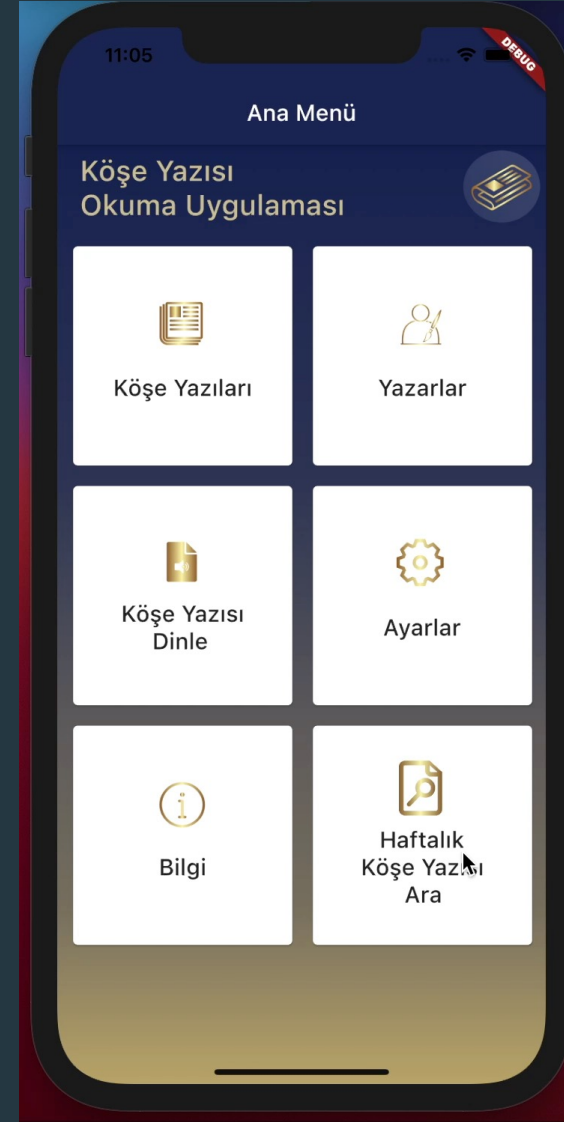 11:05
DEBUG
Ana Menü
Köşe Yazısı
Okuma Uygulaması
Köşe Yazıları
Yazarlar
Köşe Yazısı
Dinle
Ayarlar
Bilgi
Haftalık
Köşe Yazısı
Ara